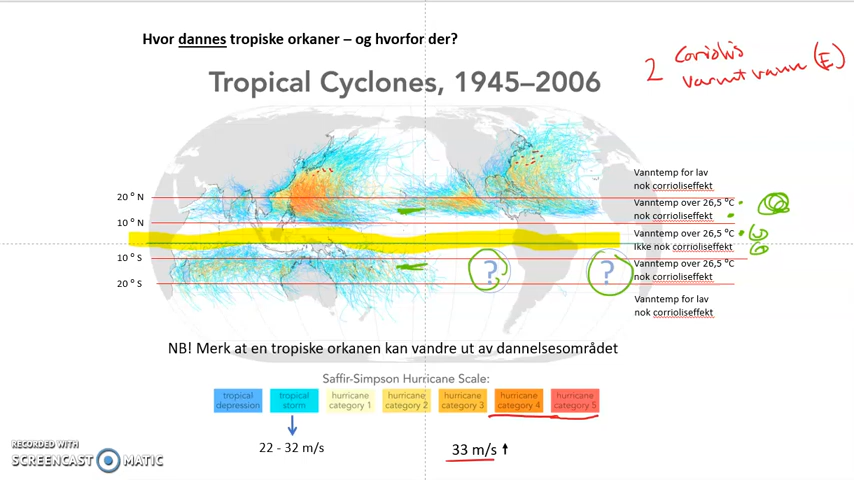 Hvor dannes tropiske orkaner – og hvorfor der?
2 Coriolis
varmt vann (E)
Tropical Cyclones, 1945–2006
Vanntemp for lav
nok corrioliseffekt
20 ° N
Vanntemp over 26,5 °C
nok corrioliseffekt
10 ° N
Vanntemp over 26,5 °C
Ikke nok corrioliseffekt
10 ° S
Vanntemp over 26,5 °C
nok corrioliseffekt
? ?
20 ° S
Vanntemp for lav
nok corrioliseffekt
NB! Merk at en tropiske orkanen kan vandre ut av dannelsesområdet
Saffir-Simpson Hurricane Scale:
tropical depression
tropical storm
hurricane category 1
hurricane category 2
hurricane category 3
hurricane category 4
hurricane category 5
22 - 32 m/s
33 m/s
RECORDED WITH
SCREENCAST MATIC